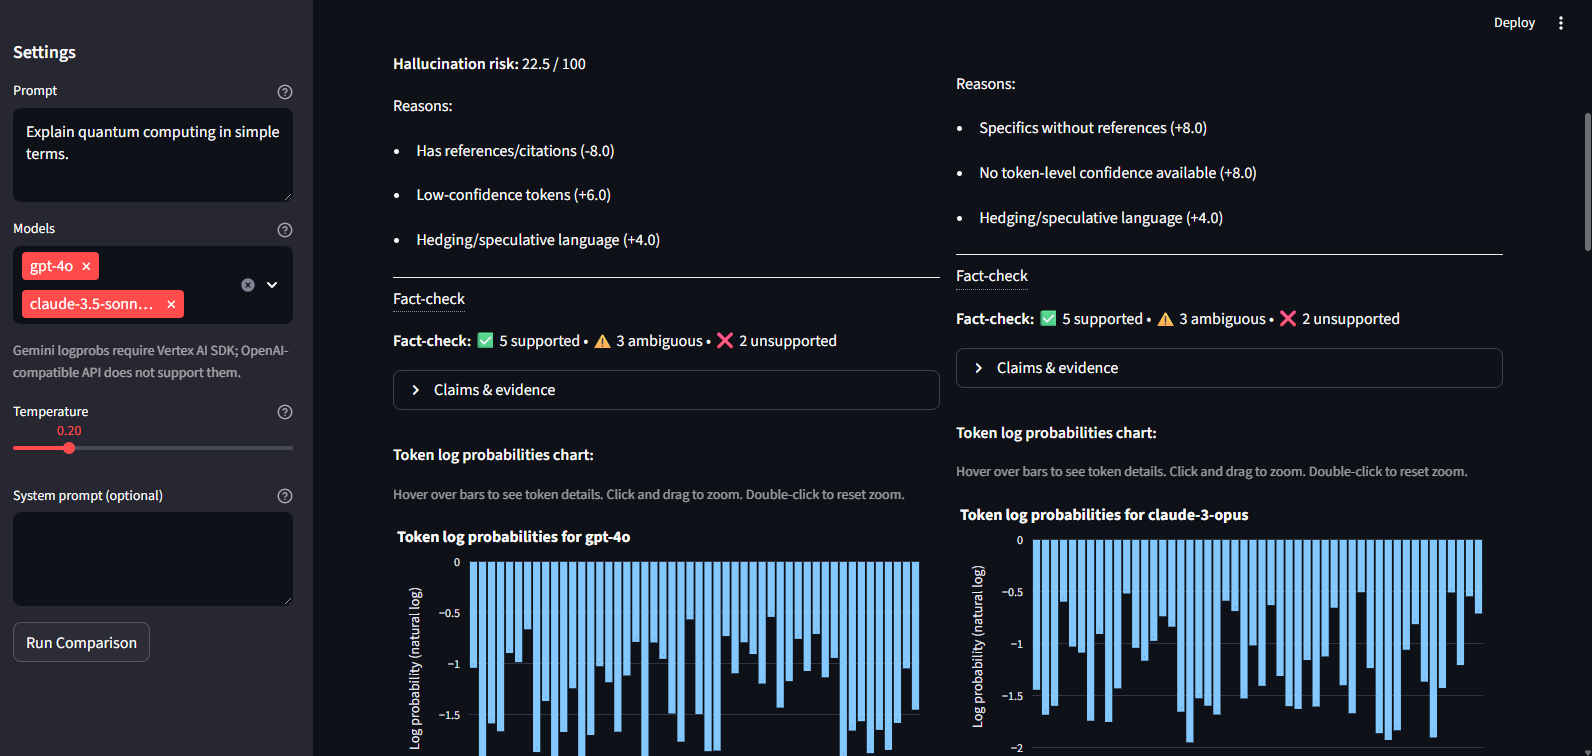 Deploy
Settings
Prompt
Explain quantum computing in simple
terms.
Models
gpt-4o
claude-3.5-sonn...
Gemini logprobs require Vertex AI SDK; OpenAI-
compatible API does not support them.
Temperature
0.20
System prompt (optional)
Run Comparison
Hallucination risk: 22.5 / 100
Reasons:
• Has references/citations (-8.0)
• Low-confidence tokens (+6.0)
• Hedging/speculative language (+4.0)
Fact-check
Fact-check: ✅ 5 supported • ⚠️ 3 ambiguous • ❌ 2 unsupported
Claims & evidence
Token log probabilities chart:
Hover over bars to see token details. Click and drag to zoom. Double-click to reset zoom.
Token log probabilities for gpt-4o
Log probability (natural log)
0
−0.5
−1
−1.5
Reasons:
• Specifics without references (+8.0)
• No token-level confidence available (+8.0)
• Hedging/speculative language (+4.0)
Fact-check
Fact-check: ✅ 5 supported • ⚠️ 3 ambiguous • ❌ 2 unsupported
Claims & evidence
Token log probabilities chart:
Hover over bars to see token details. Click and drag to zoom. Double-click to reset zoom.
Token log probabilities for claude-3-opus
Log probability (natural log)
0
−0.5
−1
−1.5
−2